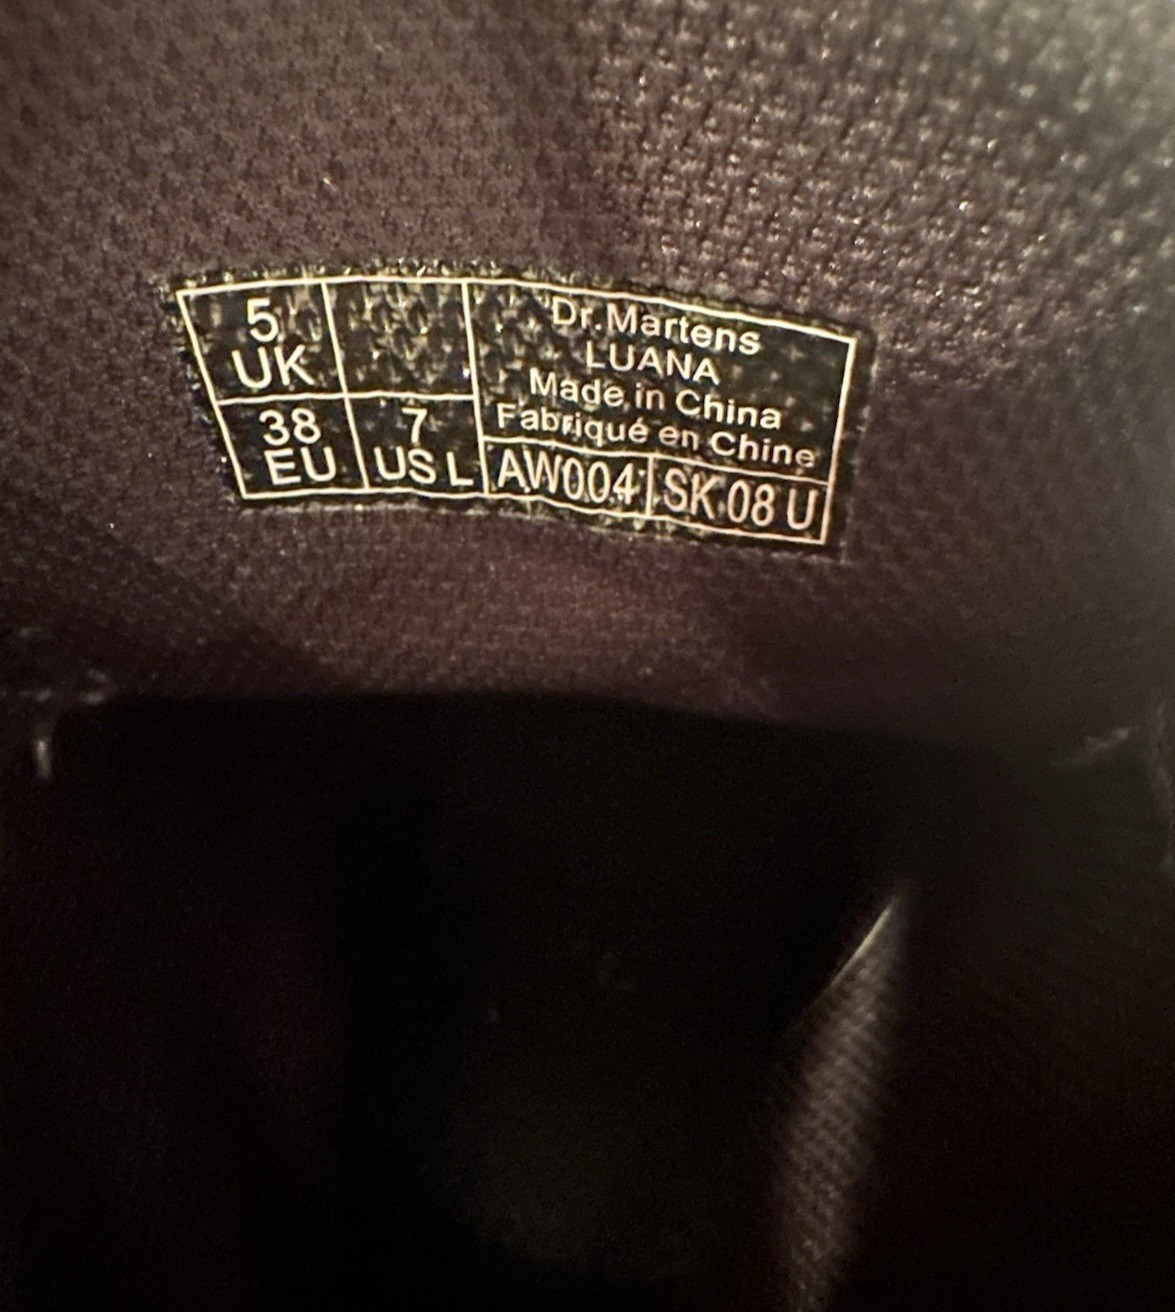 5
UK
38
EU
7
US L
Dr.Martens
LUANA
Made in China
Fabriqué en Chine
AW004
SK 08 U